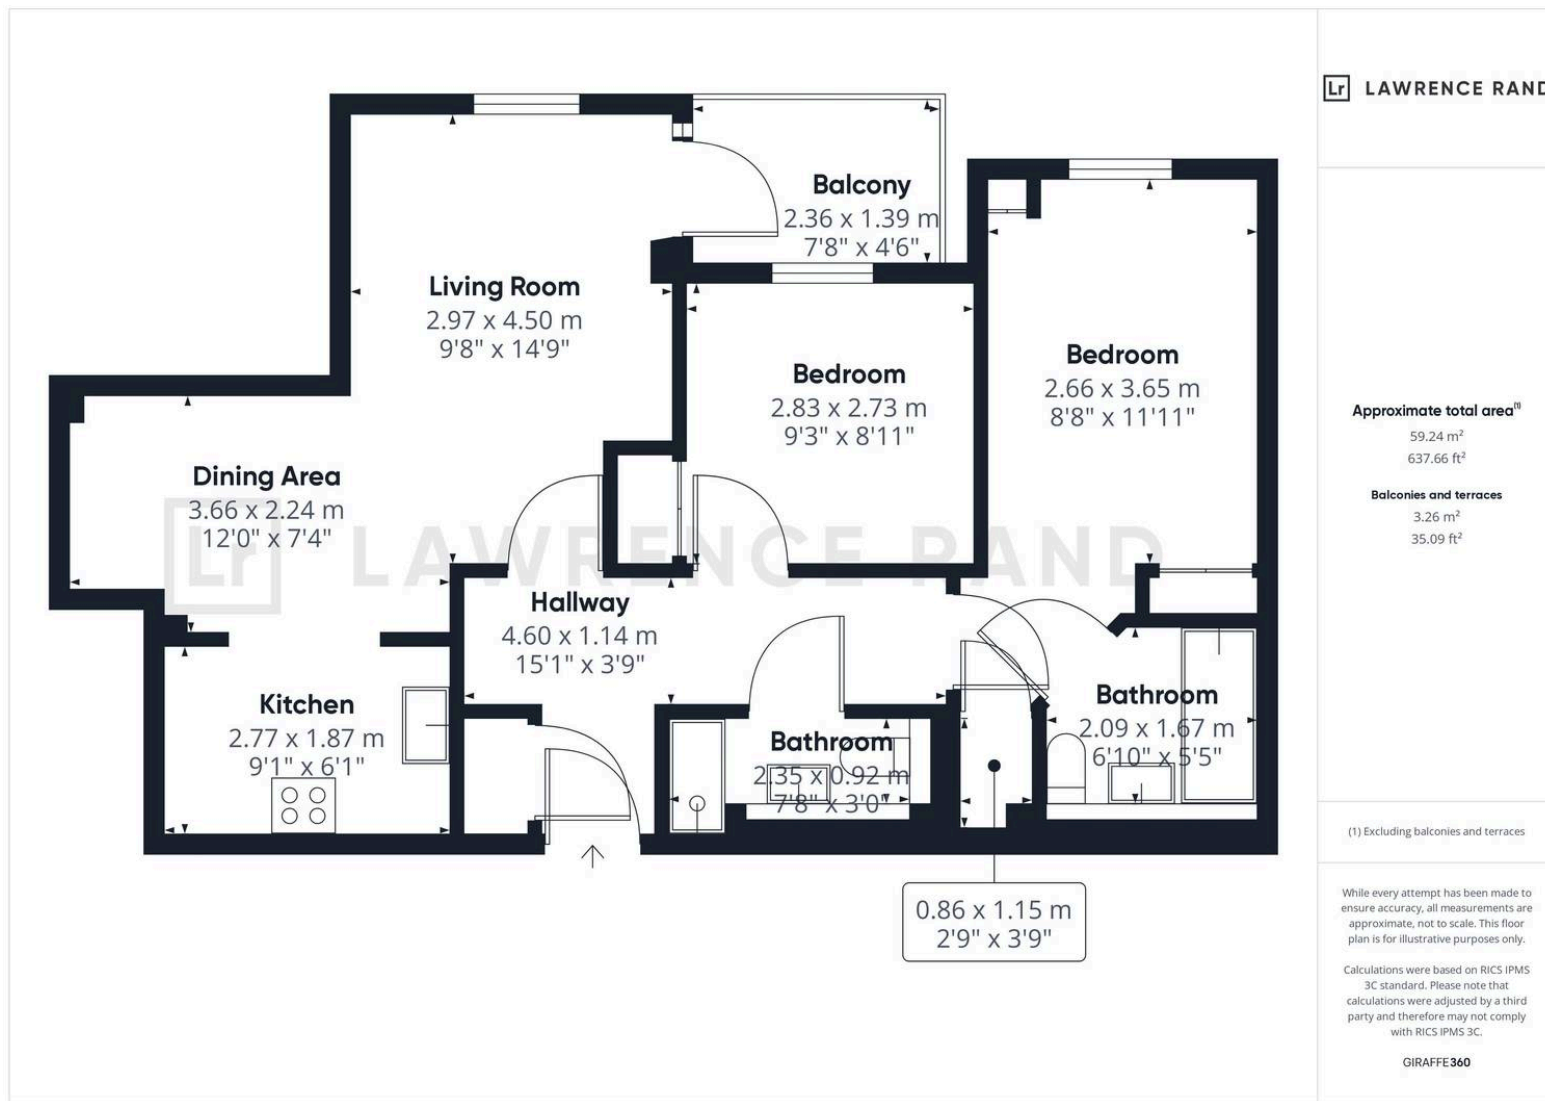 Balcony
2.36 x 1.39 m
7'8" x 4'6"
Living Room
2.97 x 4.50 m
9'8" x 14'9"
Bedroom
2.83 x 2.73 m
9'3" x 8'11"
Bedroom
2.66 x 3.65 m
8'8" x 11'11"
Dining Area
3.66 x 2.24 m
12'0" x 7'4"
Lr LAWRENCE RAND
Hallway
4.60 x 1.14 m
15'1" x 3'9"
Kitchen
2.77 x 1.87 m
9'1" x 6'1"
Bathroom
2.35 x 0.92 m
7'8" x 3'0"
Bathroom
2.09 x 1.67 m
6'10" x 5'5"
0.86 x 1.15 m
2'9" x 3'9"
Lr LAWRENCE RAND
Approximate total area(1)
59.24 m²
637.66 ft²
Balconies and terraces
3.26 m²
35.09 ft²
(1) Excluding balconies and terraces
While every attempt has been made to
ensure accuracy, all measurements are
approximate, not to scale. This floor
plan is for illustrative purposes only.
Calculations were based on RICS IPMS
3C standard. Please note that
calculations were adjusted by a third
party and therefore may not comply
with RICS IPMS 3C.
GIRAFFE360